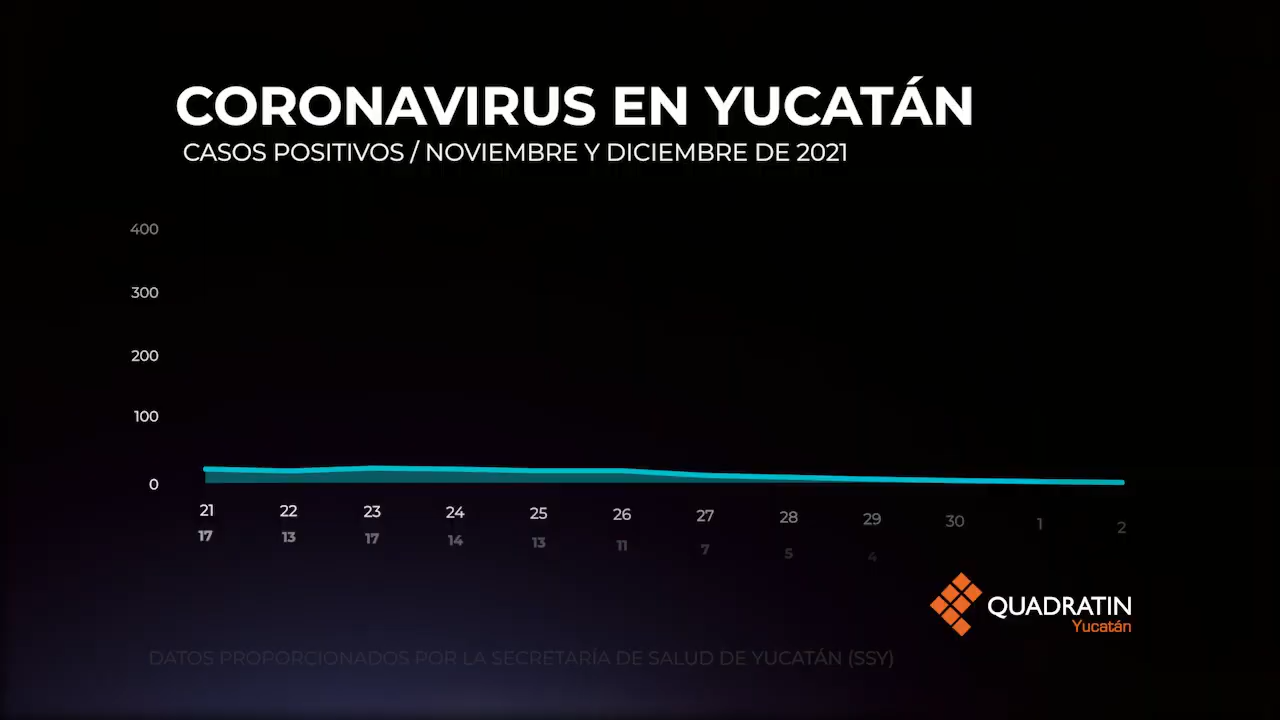 CORONAVIRUS EN YUCATÁN
CASOS POSITIVOS / NOVIEMBRE Y DICIEMBRE DE 2021
400
300
200
100
0
21 22 23 24 25 26 27 28 29 30 1 2
17 13 17 14 13 11 7 5 4
QUADRATIN
Yucatán
DATOS PROPORCIONADOS POR LA SECRETARÍA DE SALUD DE YUCATÁN (SSY)